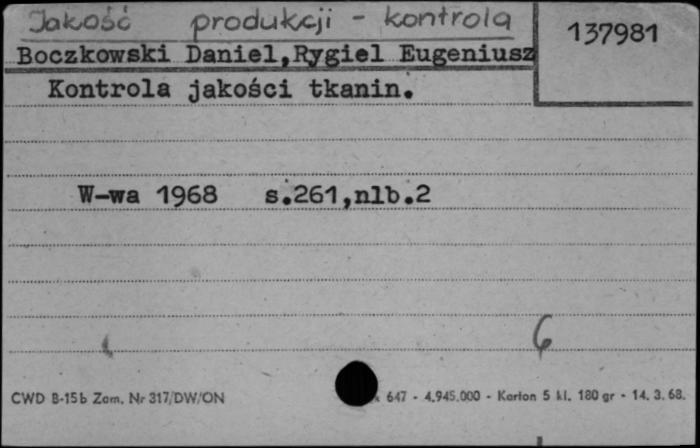 Jakość produkcji - kontrola
137981
Boczkowski Daniel,Rygiel Eugeniusz
Kontrola jakości tkanin.
W-wa 1968 s.261,nlb.2
6
CWD B-15b Zam. Nr 317/DW/ON 647 - 4.945.000 - Karton 5 kl. 180 gr - 14. 3. 68.